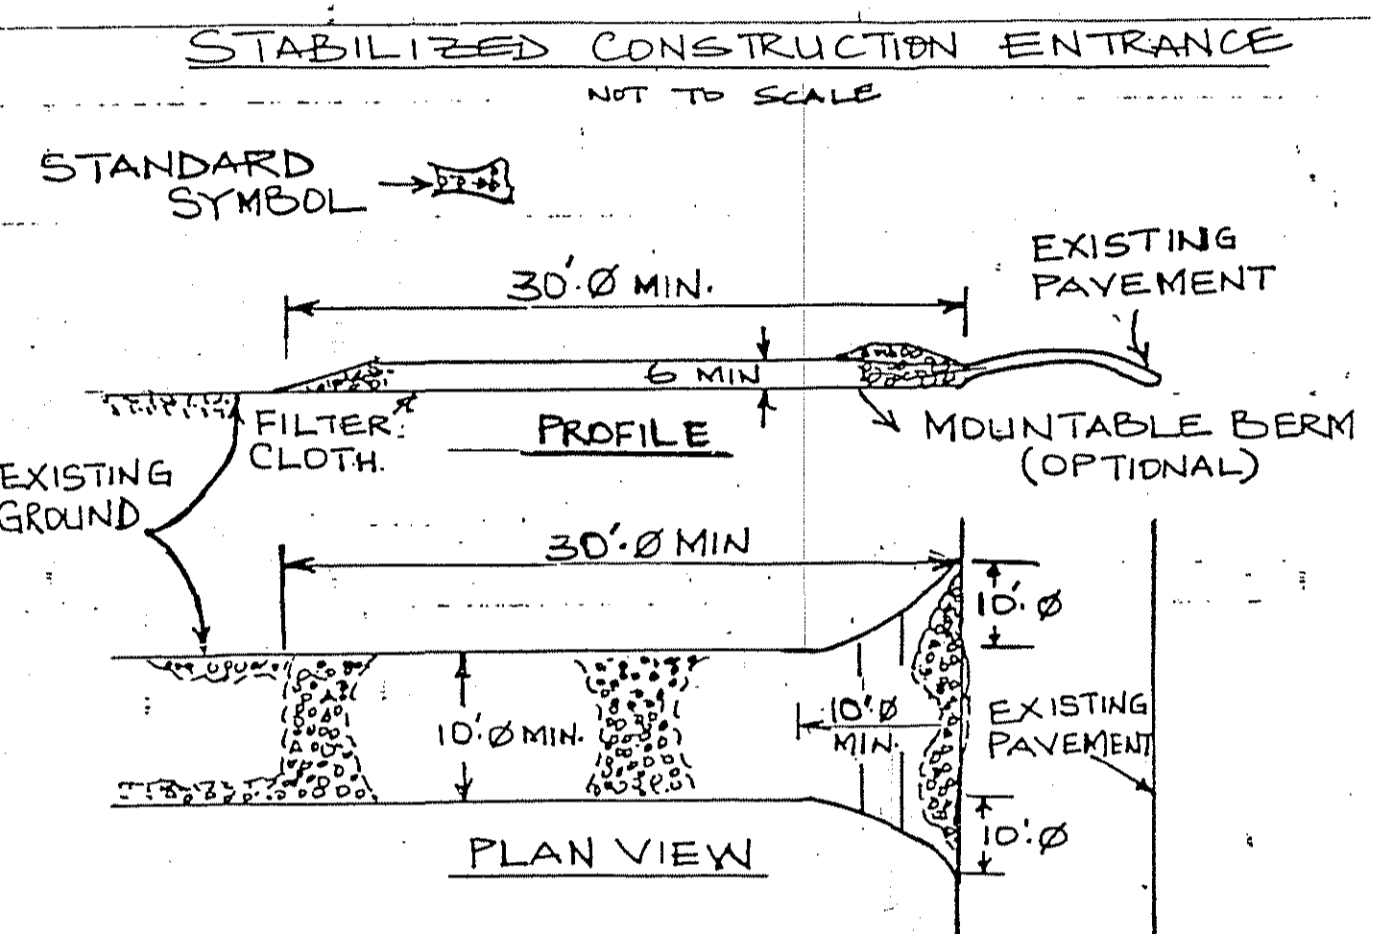 STABILIZED CONSTRUCTION ENTRANCE
NOT TO SCALE
STANDARD
SYMBOL
EXISTING
PAVEMENT
30'.Ø MIN.
6 MIN
FILTER
CLOTH.
PROFILE
MOUNTABLE BERM
(OPTIONAL)
EXISTING
GROUND
30'.Ø MIN
10'.Ø
10'.Ø MIN.
10'.Ø
MIN.
EXISTING
PAVEMENT
10'.Ø
PLAN VIEW